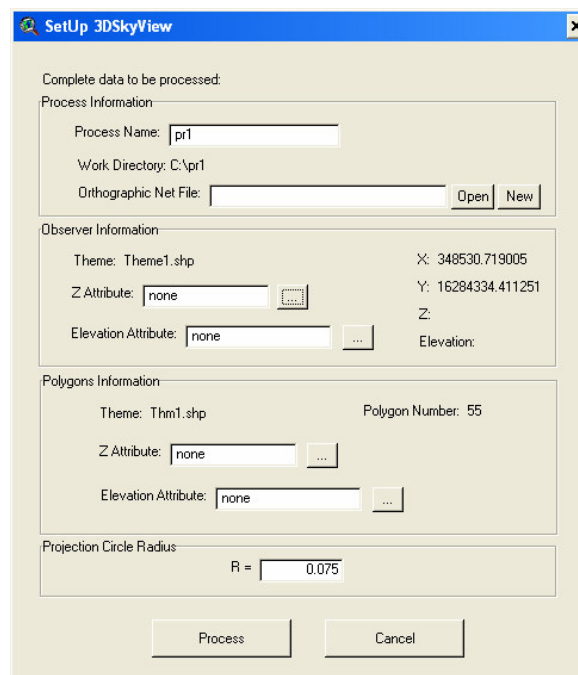 SetUp 3DSkyView
Complete data to be processed:
Process Information
Process Name: pr1
Work Directory: C:\pr1
Orthographic Net File: Open New
Observer Information
Theme: Theme1.shp X: 348530.719005
Z Attribute: none ... Y: 16284334.411251
Z:
Elevation Attribute: none ... Elevation:
Polygons Information
Theme: Thm1.shp Polygon Number: 55
Z Attribute: none ...
Elevation Attribute: none ...
Projection Circle Radius
R = 0.075
Process Cancel